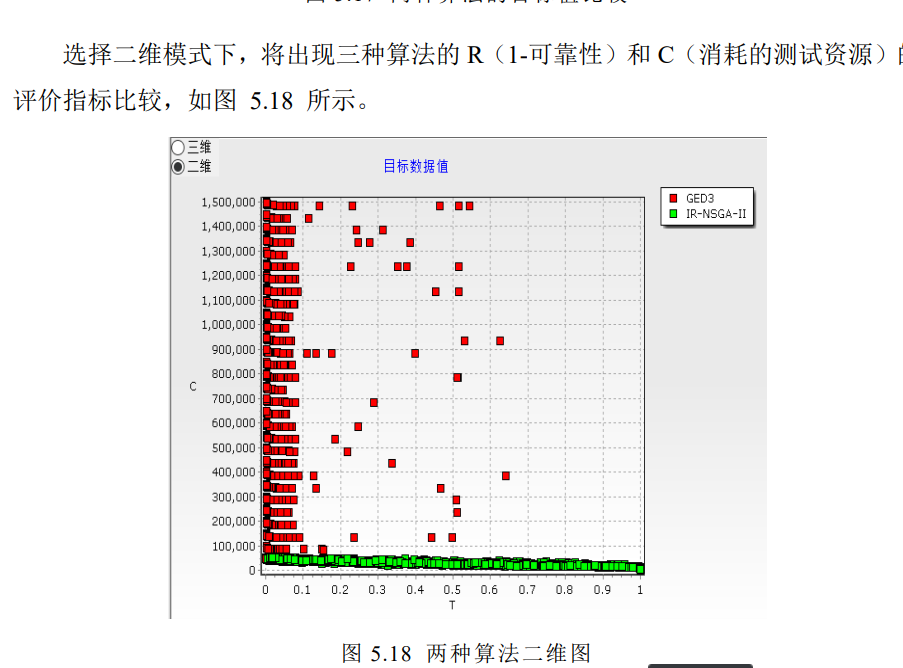 选择二维模式下，将出现三种算法的 R（1-可靠性）和 C（消耗的测试资源）的
评价指标比较，如图 5.18 所示。
三维
二维
目标数据值
GED3
IR-NSGA-II
1,500,000
1,400,000
1,300,000
1,200,000
1,100,000
1,000,000
900,000
800,000
700,000
600,000
500,000
400,000
300,000
200,000
100,000
0
C
0 0.1 0.2 0.3 0.4 0.5 0.6 0.7 0.8 0.9 1
T
图 5.18 两种算法二维图